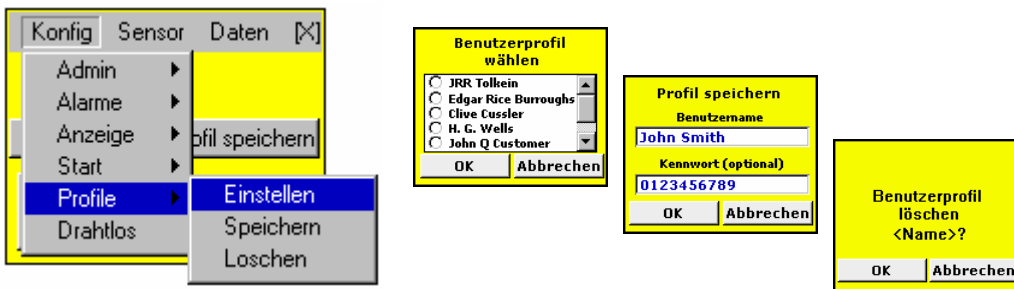 Konfig Sensor Daten [X]
Admin
Alarme
Anzeige
ofil speichern
Start
Profile
Drahtlos
Einstellen
Speichern
Loschen
Benutzerprofil
wählen
JRR Tolkein
Edgar Rice Burroughs
Clive Cussler
H. G. Wells
John Q Customer
OK Abbrechen
Profil speichern
Benutzername
John Smith
Kennwort (optional)
0123456789
OK Abbrechen
Benutzerprofil
löschen
<Name>?
OK Abbrechen